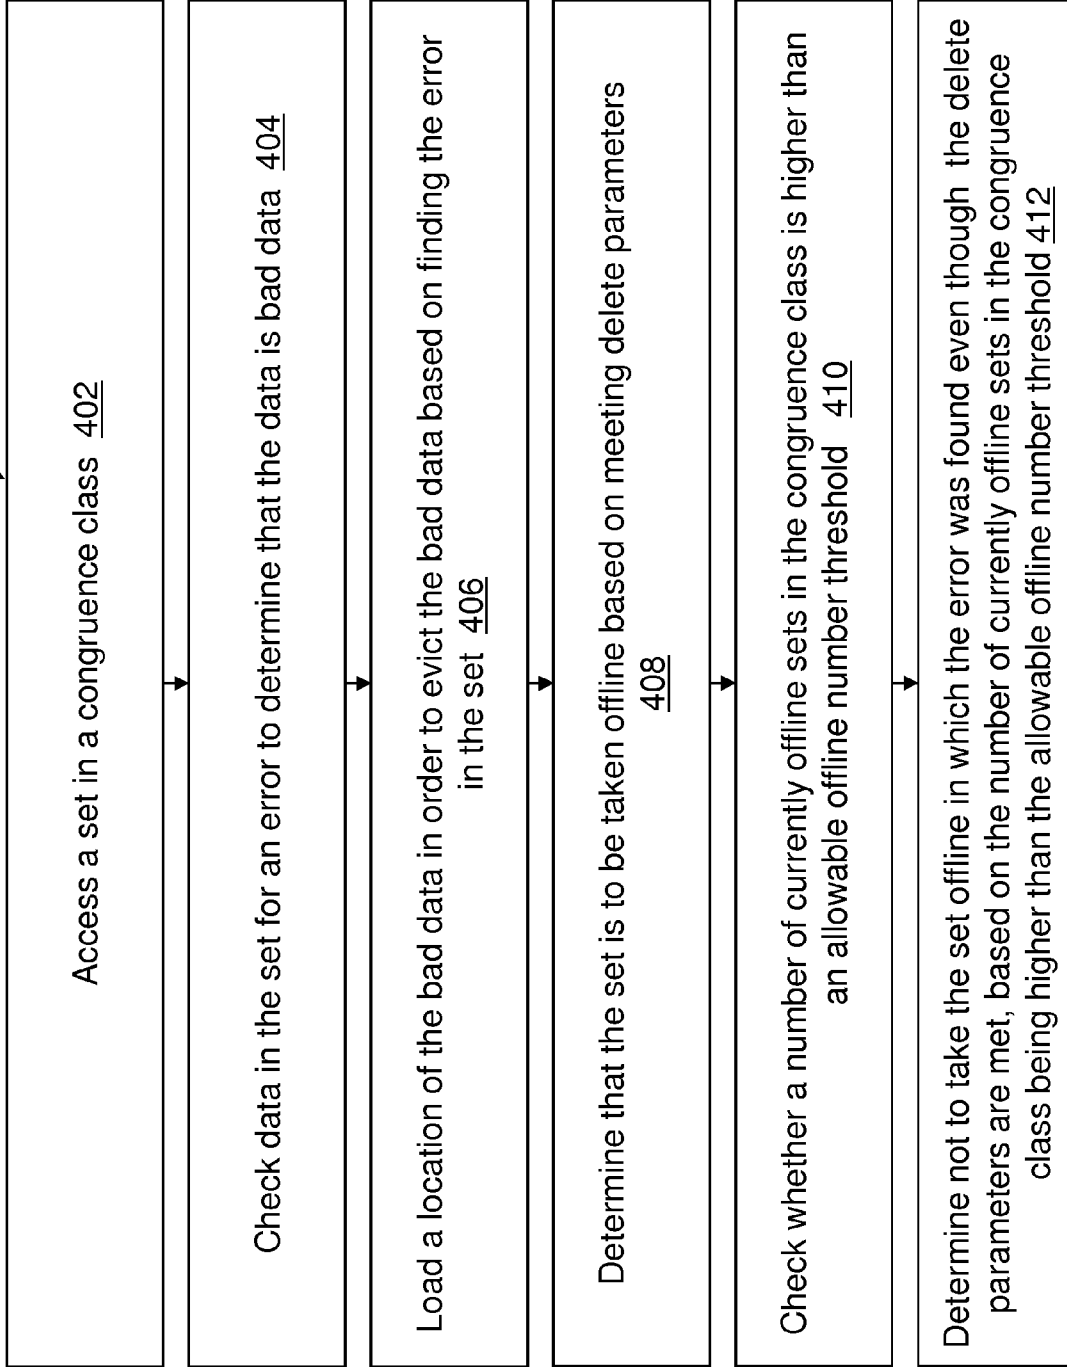 Access a set in a congruence class 402
Check data in the set for an error to determine that the data is bad data 404
Load a location of the bad data in order to evict the bad data based on finding the error
in the set 406
Determine that the set is to be taken offline based on meeting delete parameters
408
Check whether a number of currently offline sets in the congruence class is higher than
an allowable offline number threshold 410
Determine not to take the set offline in which the error was found even though the delete
parameters are met, based on the number of currently offline sets in the congruence
class being higher than the allowable offline number threshold 412